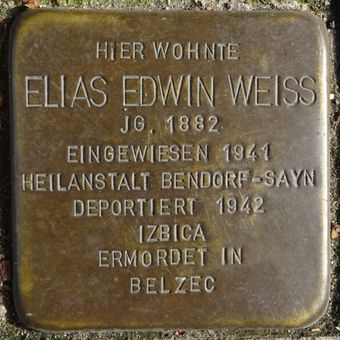 HIER WOHNTE
ELIAS EDWIN WEISS
JG. 1882
EINGEWIESEN 1941
HEILANSTALT BENDORF-SAYN
DEPORTIERT 1942
IZBICA
ERMORDET IN
BELZEC